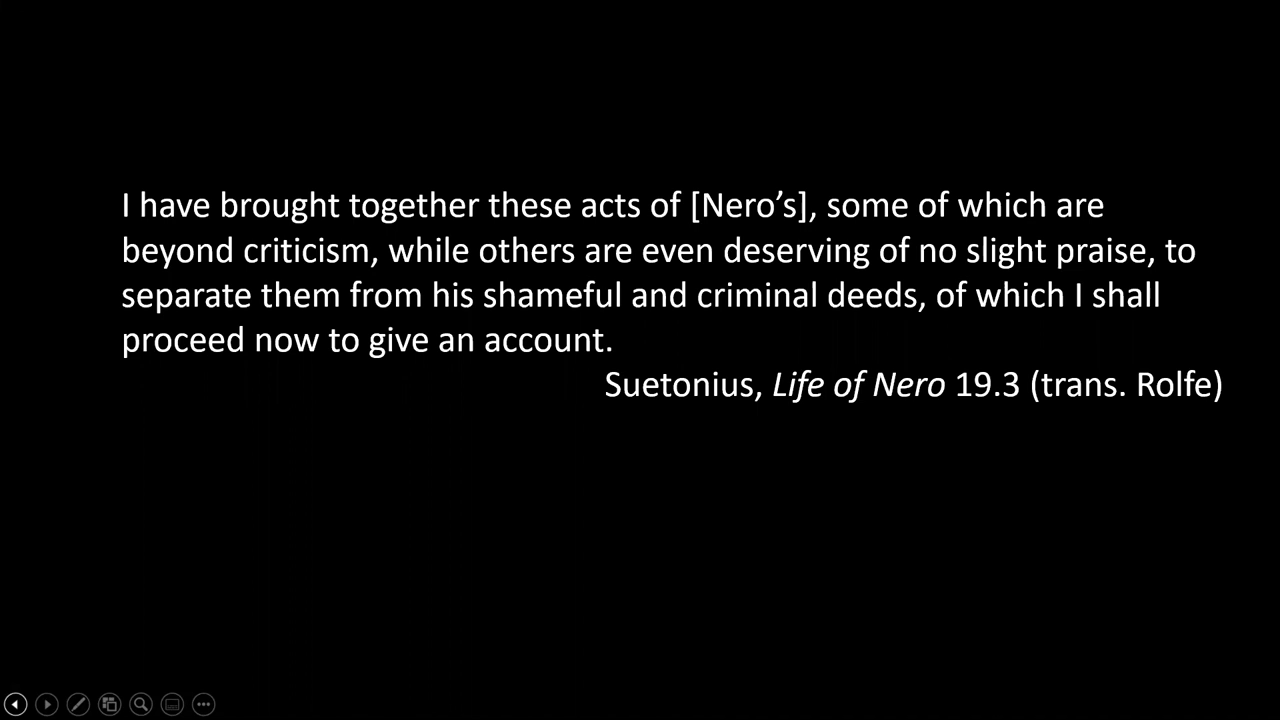 I have brought together these acts of [Nero’s], some of which are
beyond criticism, while others are even deserving of no slight praise, to
separate them from his shameful and criminal deeds, of which I shall
proceed now to give an account.
Suetonius, Life of Nero 19.3 (trans. Rolfe)